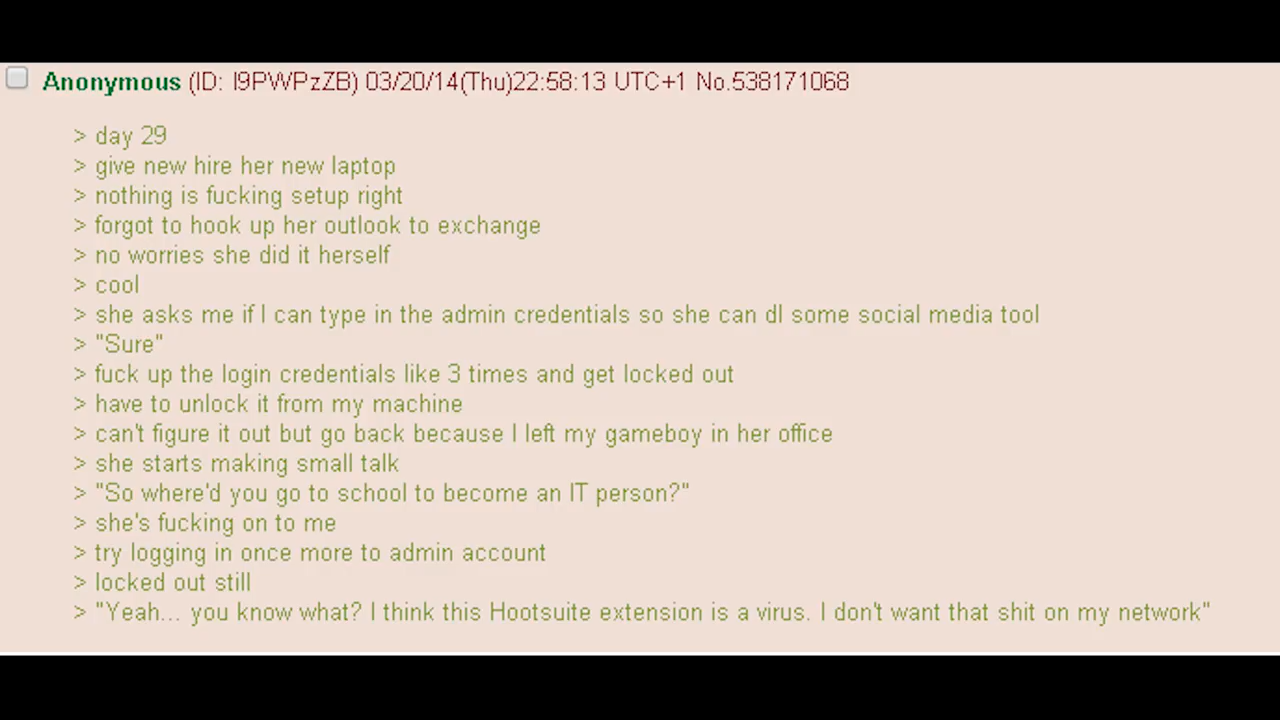 Anonymous (ID: I9PWPzZB) 03/20/14(Thu)22:58:13 UTC+1 No.538171068
> day 29
> give new hire her new laptop
> nothing is fucking setup right
> forgot to hook up her outlook to exchange
> no worries she did it herself
> cool
> she asks me if I can type in the admin credentials so she can dl some social media tool
> "Sure"
> fuck up the login credentials like 3 times and get locked out
> have to unlock it from my machine
> can't figure it out but go back because I left my gameboy in her office
> she starts making small talk
> "So where'd you go to school to become an IT person?"
> she's fucking on to me
> try logging in once more to admin account
> locked out still
> "Yeah... you know what? I think this Hootsuite extension is a virus. I don't want that shit on my network"